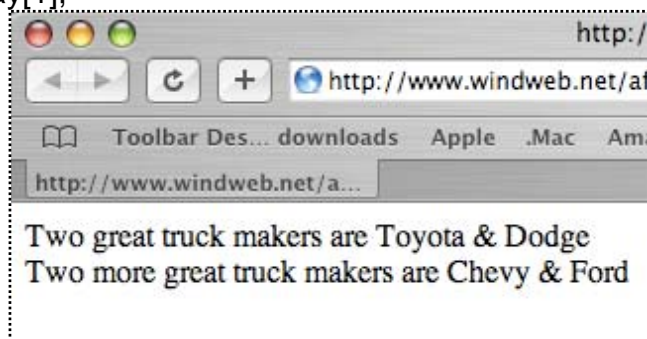 http:/
http://www.windweb.net/af
Toolbar Des... downloads Apple .Mac Ama
http://www.windweb.net/a...
Two great truck makers are Toyota & Dodge
Two more great truck makers are Chevy & Ford